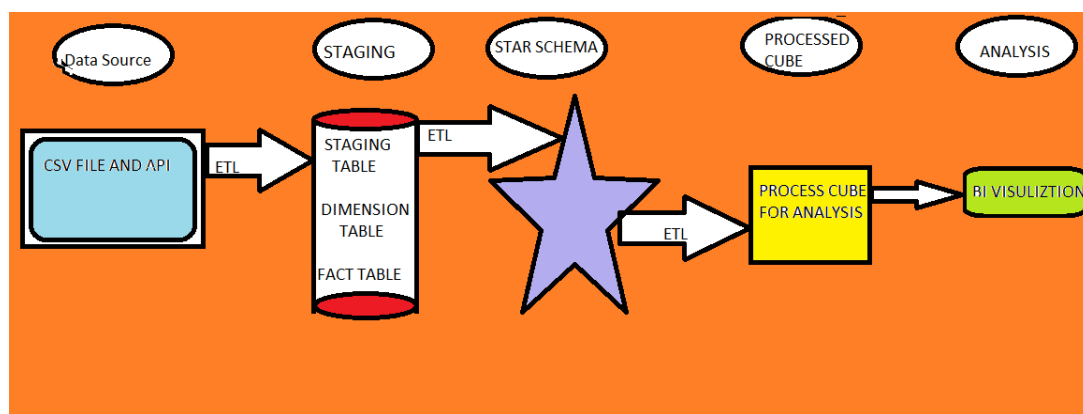 Data Source
STAGING
STAR SCHEMA
PROCESSED
CUBE
ANALYSIS
CSV FILE AND API
ETL
STAGING
TABLE
DIMENSION
TABLE
FACT TABLE
ETL
ETL
PROCESS CUBE
FOR ANALYSIS
BI VISULIZTION